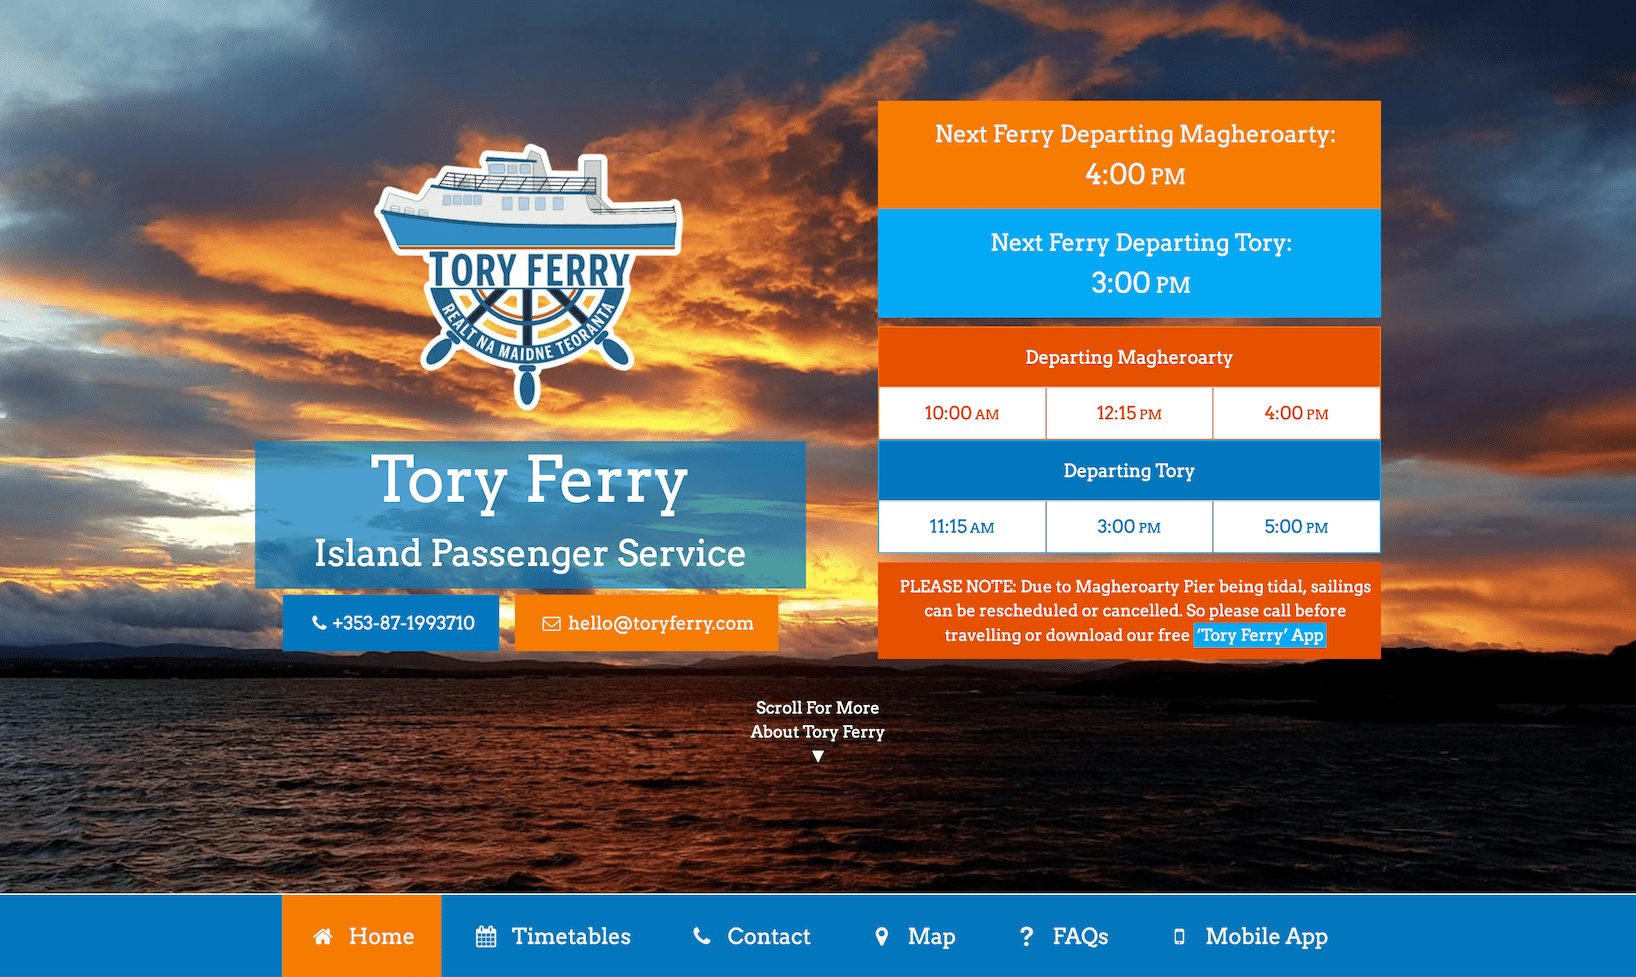 TORY FERRY
REALT NA MAIDNE TEORANTA
Tory Ferry
Island Passenger Service
+353-87-1993710
hello@toryferry.com
Next Ferry Departing Magheroarty:
4:00 PM
Next Ferry Departing Tory:
3:00 PM
Departing Magheroarty
10:00 AM 12:15 PM 4:00 PM
Departing Tory
11:15 AM 3:00 PM 5:00 PM
PLEASE NOTE: Due to Magheroarty Pier being tidal, sailings
can be rescheduled or cancelled. So please call before
travelling or download our free ‘Tory Ferry’ App
Scroll For More
About Tory Ferry
▼
Home Timetables Contact Map FAQs Mobile App